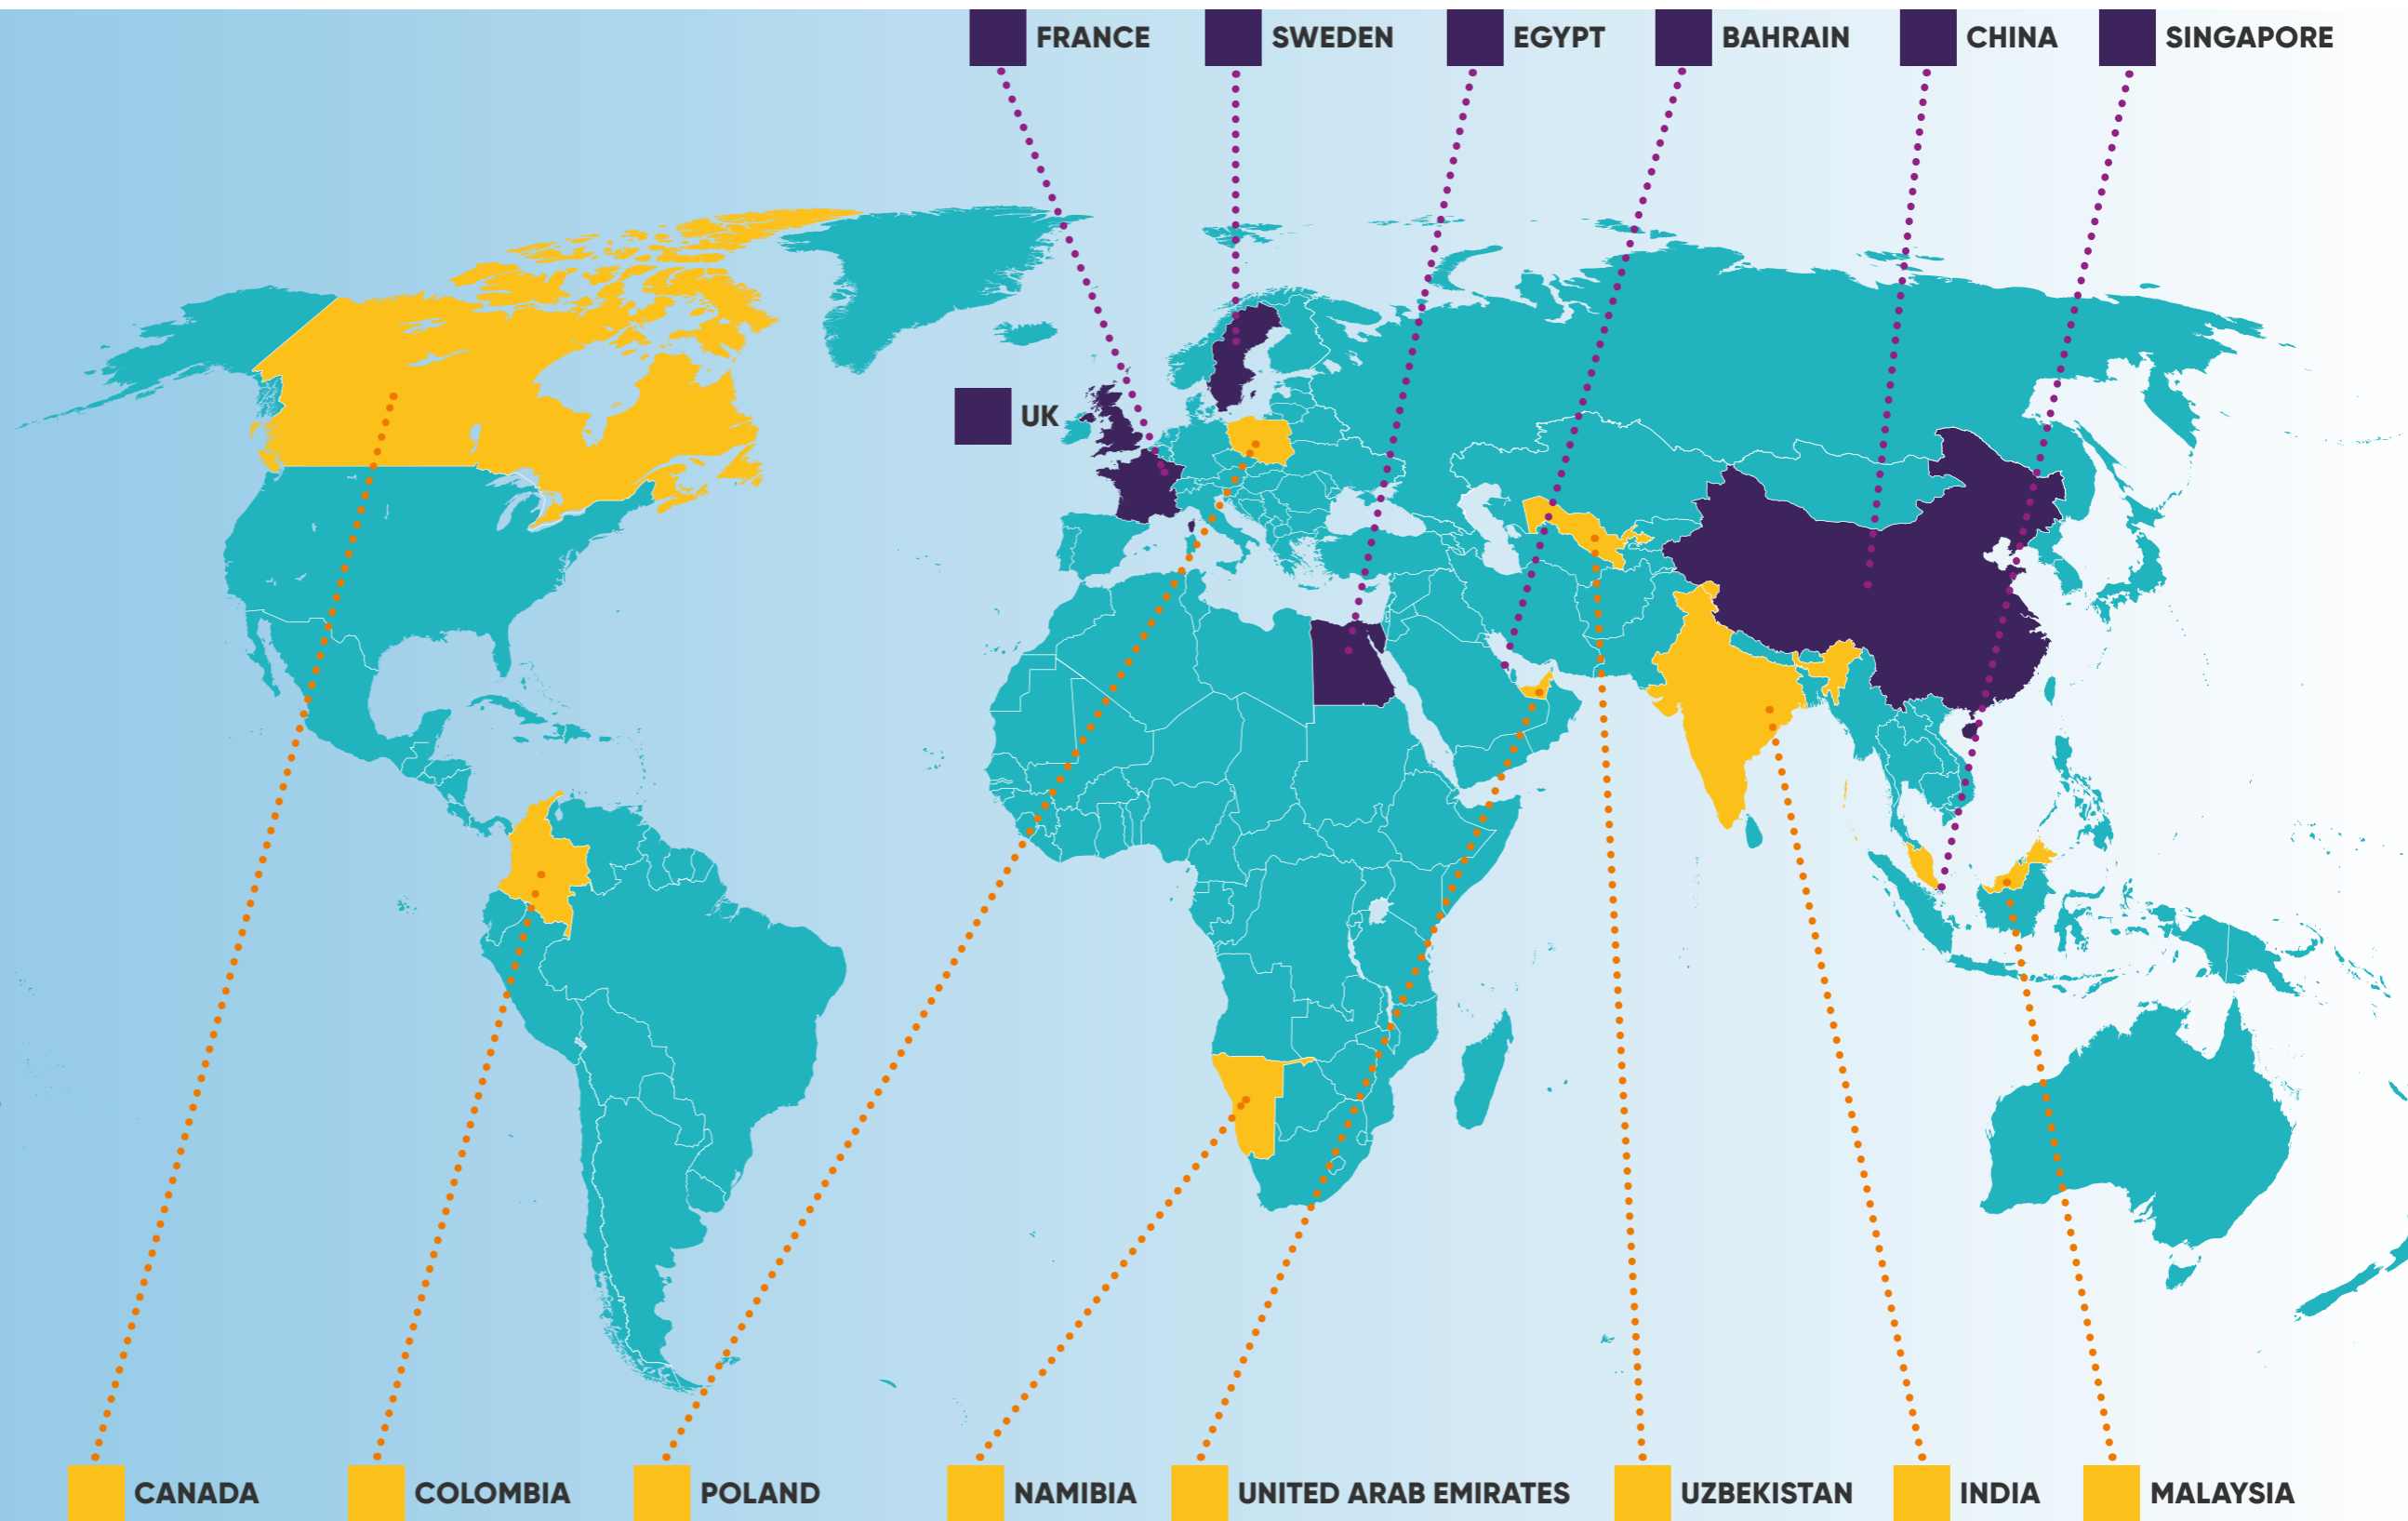 FRANCE
SWEDEN
EGYPT
BAHRAIN
CHINA
SINGAPORE
UK
CANADA
COLOMBIA
POLAND
NAMIBIA
UNITED ARAB EMIRATES
UZBEKISTAN
INDIA
MALAYSIA